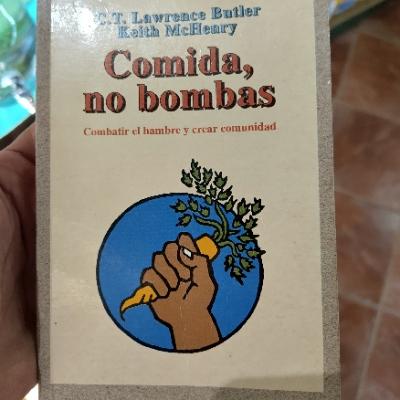 C.T. Lawrence Butler
Keith McHenry
Comida,
no bombas
Combatir el hambre y crear comunidad